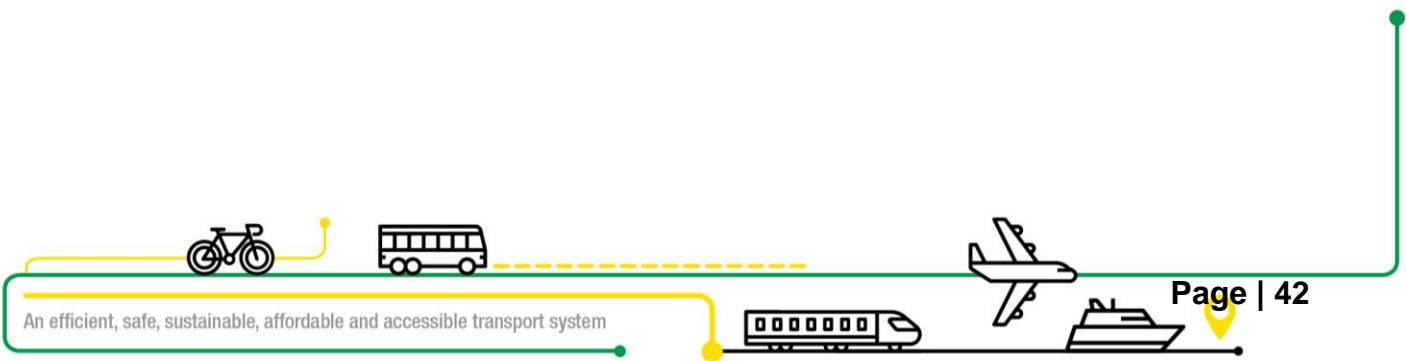 Page | 42
An efficient, safe, sustainable, affordable and accessible transport system